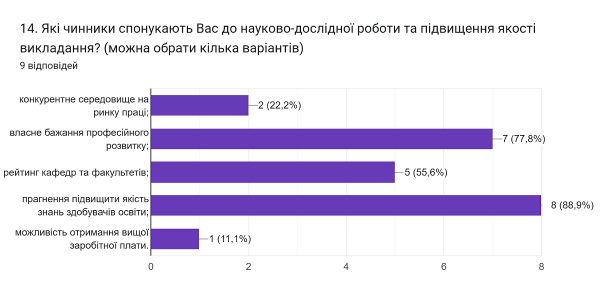 14. Які чинники спонукають Вас до науково-дослідної роботи та підвищення якості
викладання? (можна обрати кілька варіантів)
9 відповідей
конкурентне середовище на
ринку праці;
2 (22,2%)
власне бажання професійного
розвитку;
7 (77,8%)
рейтинг кафедр та факультетів;
5 (55,6%)
прагнення підвищити якість
знань здобувачів освіти;
8 (88,9%)
можливість отримання вищої
заробітної плати.
1 (11,1%)
0 2 4 6 8